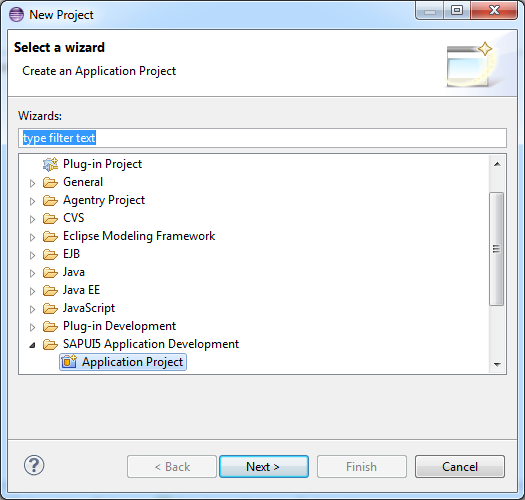 New Project
Select a wizard
Create an Application Project
Wizards:
type filter text
Plug-in Project
General
Agentry Project
CVS
Eclipse Modeling Framework
EJB
Java
Java EE
JavaScript
Plug-in Development
SAPUI5 Application Development
Application Project
? < Back Next > Finish Cancel